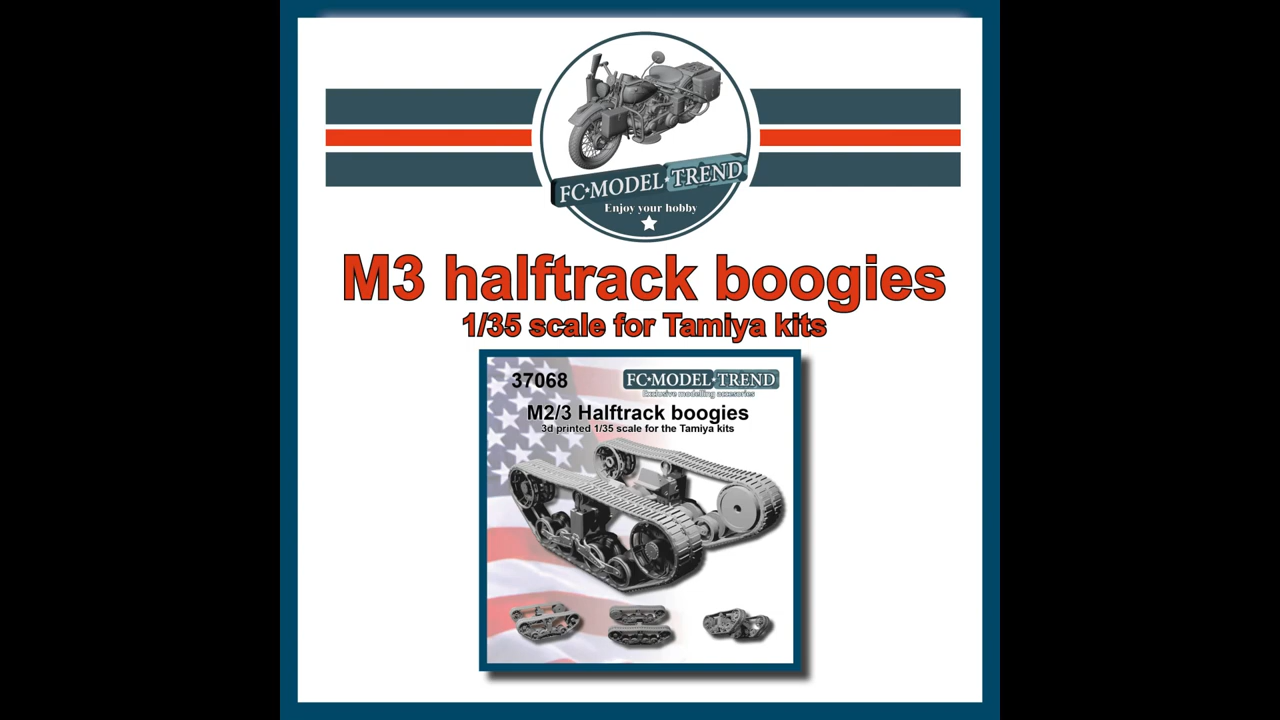 FC•MODEL•TREND
Enjoy your hobby
M3 halftrack boogies
1/35 scale for Tamiya kits
37068
FC•MODEL•TREND
Exclusive modelling accesories
M2/3 Halftrack boogies
3d printed 1/35 scale for the Tamiya kits